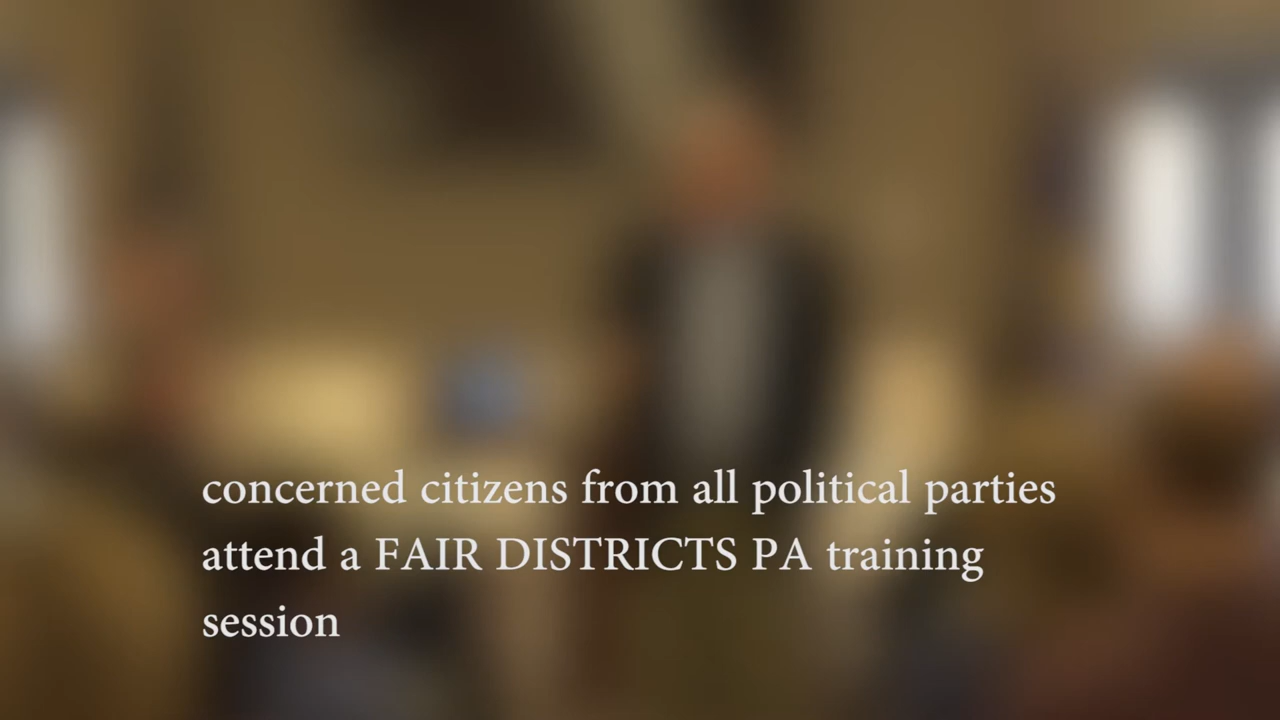 concerned citizens from all political parties
attend a FAIR DISTRICTS PA training
session